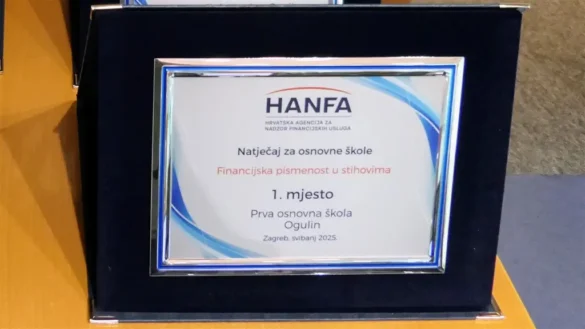 HANFA
HRVATSKA AGENCIJA ZA
NADZOR FINANCIJSKIH USLUGA
Natječaj za osnovne škole
Financijska pismenost u stihovima
1. mjesto
Prva osnovna škola
Ogulin
Zagreb, svibanj 2025.